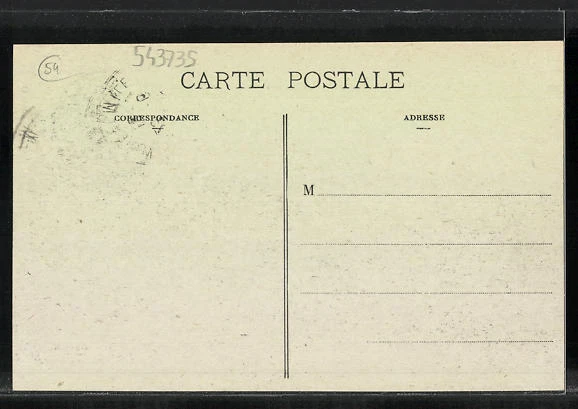 543735
54
CARTE POSTALE
CORRESPONDANCE
ADRESSE
M